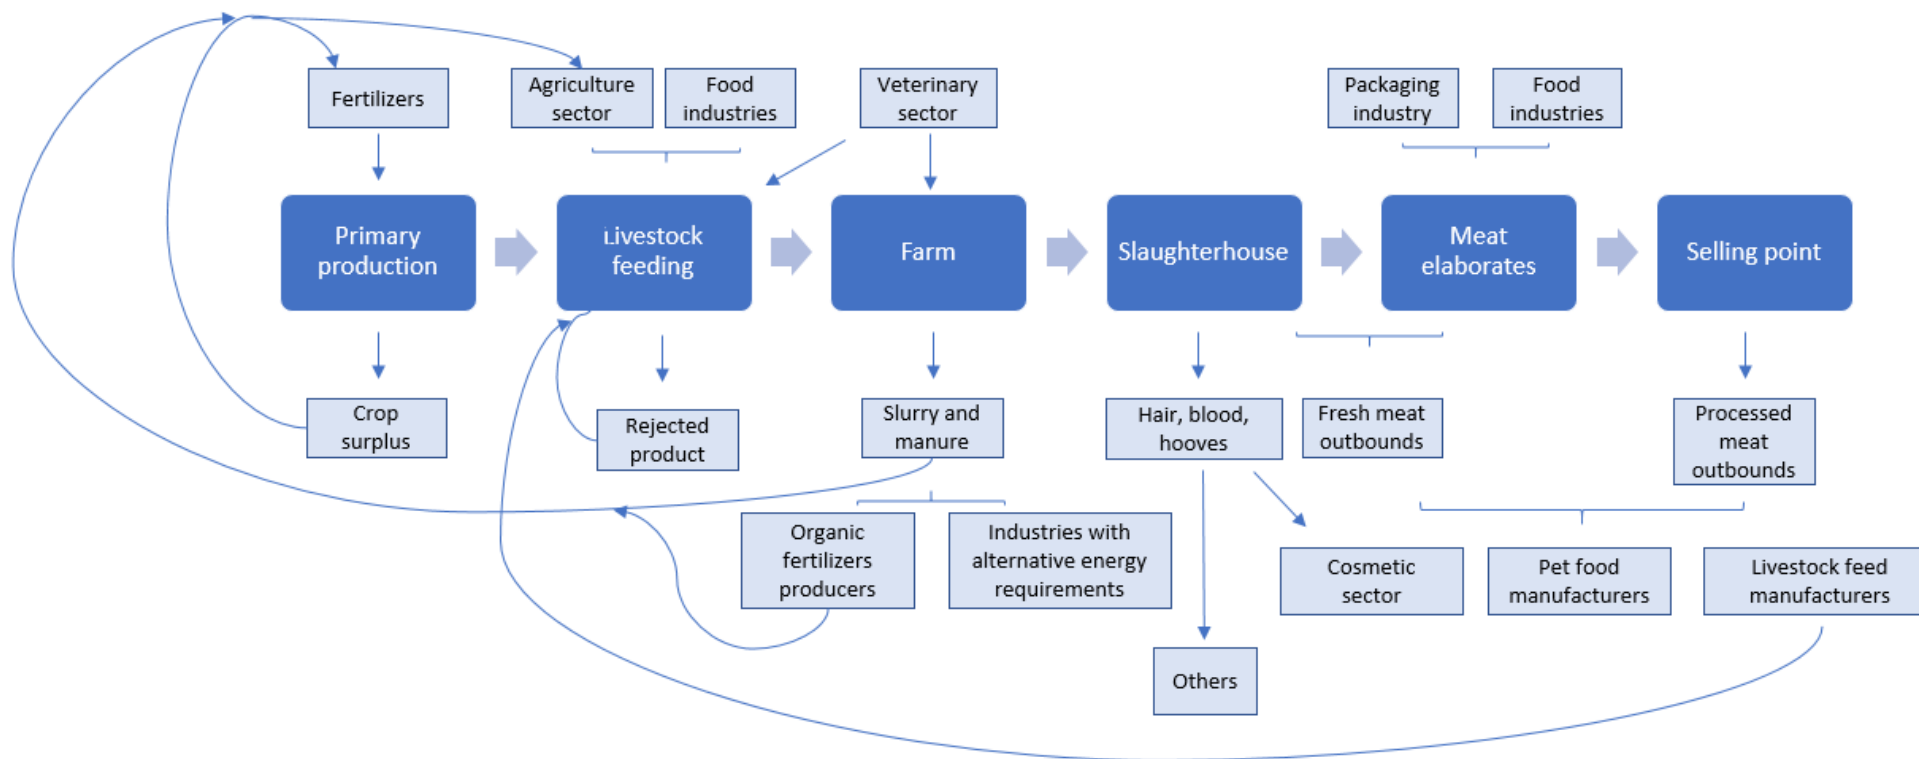 Fertilizers
Agriculture
sector
Food
industries
Veterinary
sector
Packaging
industry
Food
industries
Primary
production
Livestock
feeding
Farm
Slaughterhouse
Meat
elaborates
Selling point
Crop
surplus
Rejected
product
Slurry and
manure
Hair, blood,
hooves
Fresh meat
outbounds
Processed
meat
outbounds
Organic
fertilizers
producers
Industries with
alternative energy
requirements
Cosmetic
sector
Pet food
manufacturers
Livestock feed
manufacturers
Others